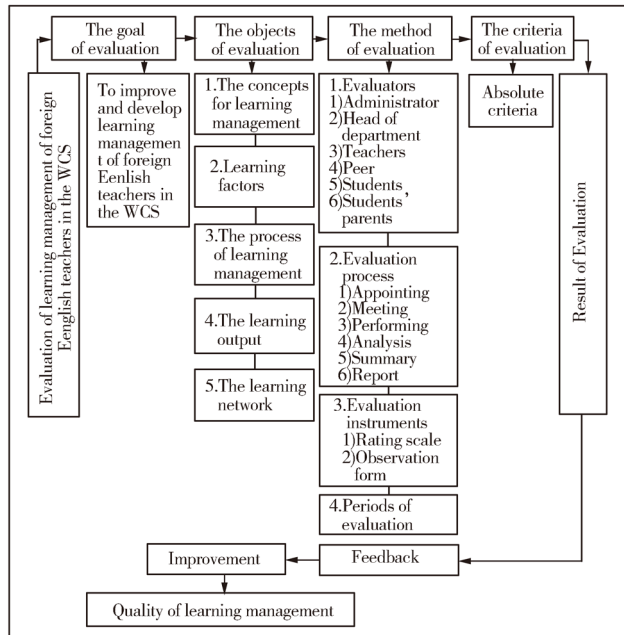 Evaluation of learning management of foreign
Eenglish teachers in the WCS
The goal
of evaluation
To improve
and develop
learning
managemen
t of foreign
Eenlish
teachers in
the WCS
The objects
of evaluation
1.The concepts
for learning
management
2.Learning
factors
3.The process
of learning
management
4.The learning
output
5.The learning
network
The method
of evaluation
1.Evaluators
1)Administrator
2)Head of
department
3)Teachers
4)Peer
5)Students
6)Students’
parents
2.Evaluation
process
1)Appointing
2)Meeting
3)Performing
4)Analysis
5)Summary
6)Report
3.Evaluation
instruments
1)Rating scale
2)Observation
form
4.Periods of
evaluation
The criteria
of evaluation
Absolute
criteria
Result of Evaluation
Feedback
Improvement
Quality of learning management